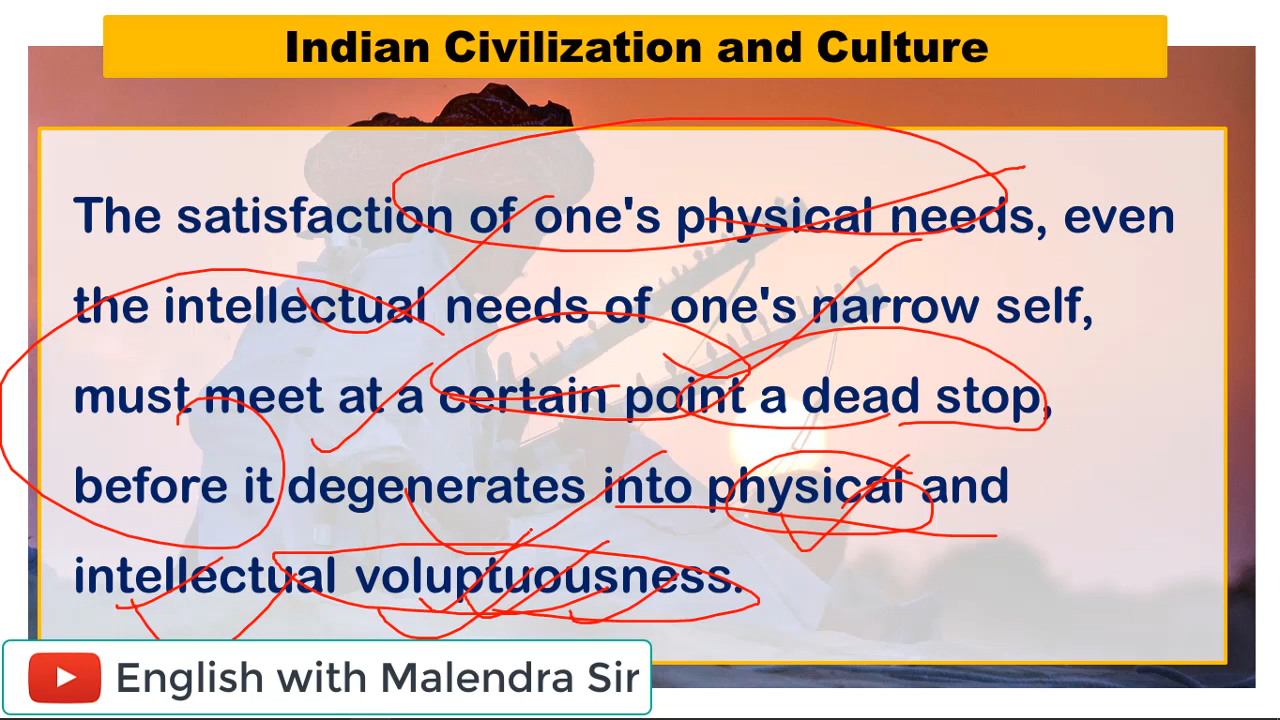 Indian Civilization and Culture
The satisfaction of one's physical needs, even
the intellectual needs of one's narrow self,
must meet at a certain point a dead stop,
before it degenerates into physical and
intellectual voluptuousness.
English with Malendra Sir